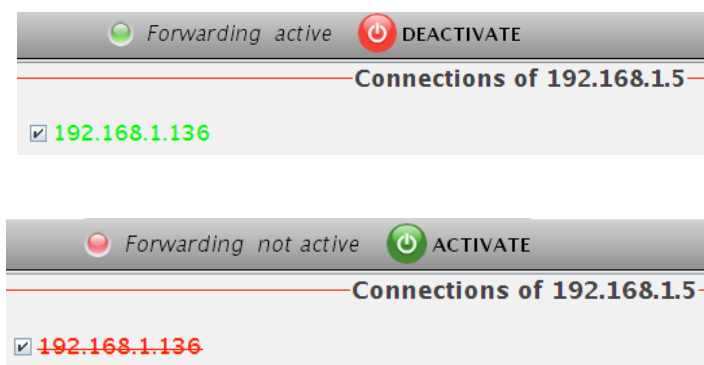 Forwarding active DEACTIVATE
Connections of 192.168.1.5
192.168.1.136
Forwarding not active ACTIVATE
Connections of 192.168.1.5
192.168.1.136